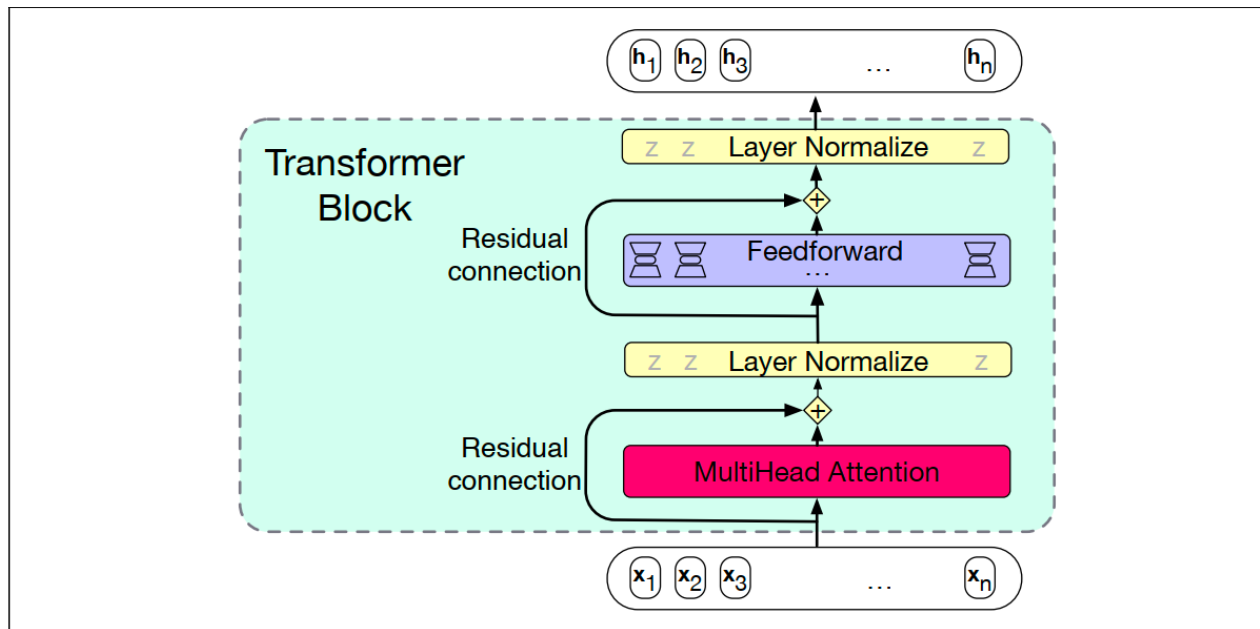 h1 h2 h3 ... hn
Transformer
Block
z z Layer Normalize z
+
Residual
connection
Feedforward
...
z z Layer Normalize z
+
Residual
connection
MultiHead Attention
x1 x2 x3 ... xn